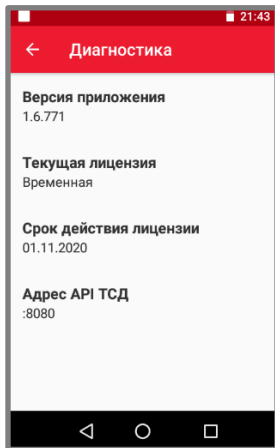 21:43
Диагностика
Версия приложения
1.6.771
Текущая лицензия
Временная
Срок действия лицензии
01.11.2020
Адрес API ТСД
:8080